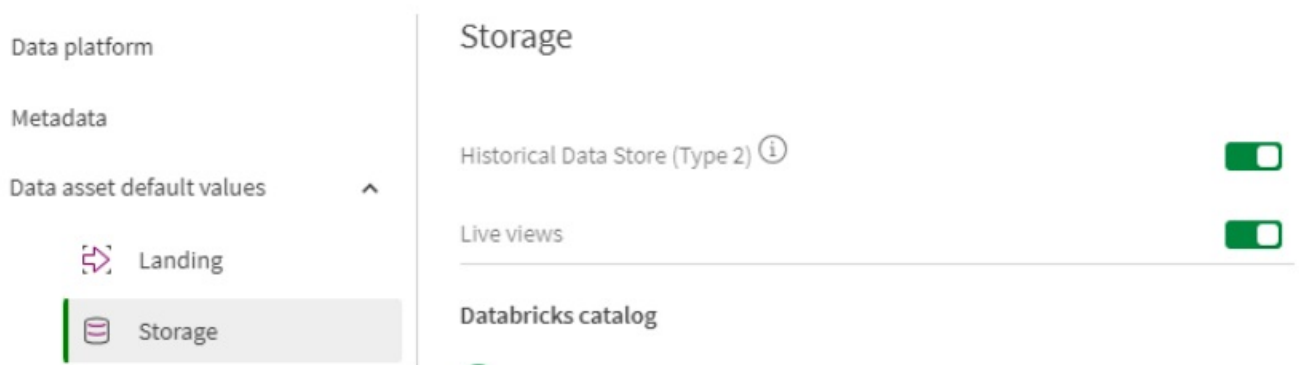 Data platform
Metadata
Data asset default values
Landing
Storage
Storage
Historical Data Store (Type 2)
Live views
Databricks catalog